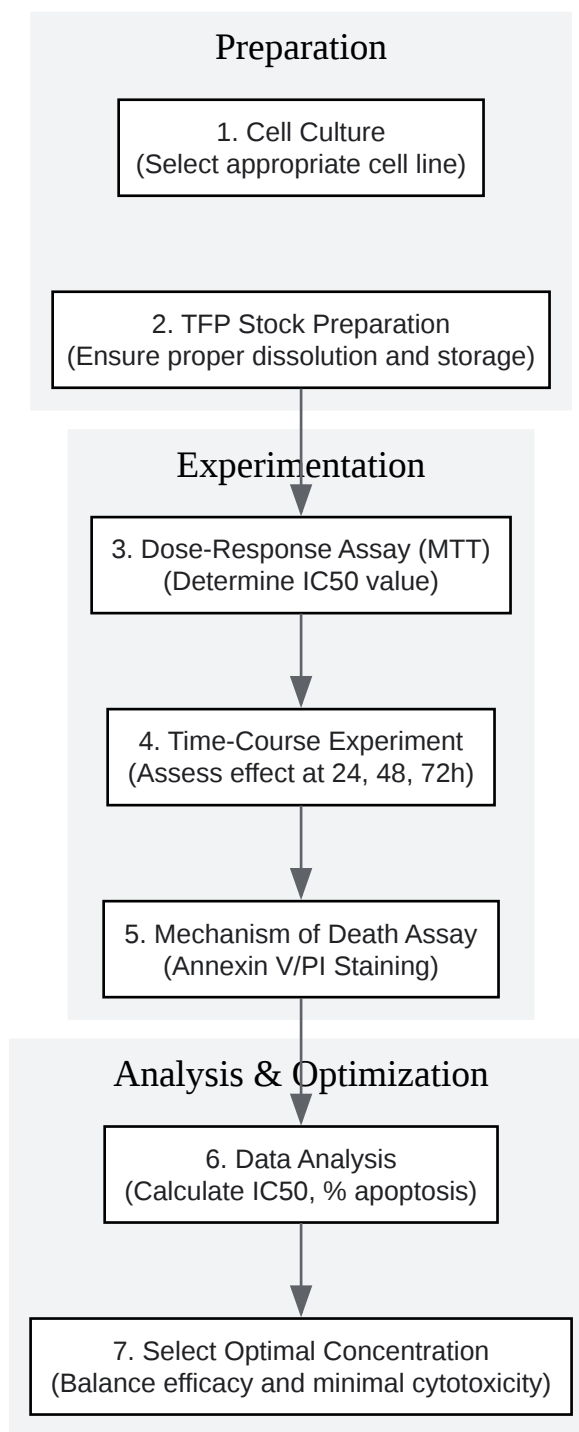 Preparation
1. Cell Culture
(Select appropriate cell line)
2. TFP Stock Preparation
(Ensure proper dissolution and storage)
Experimentation
3. Dose-Response Assay (MTT)
(Determine IC50 value)
4. Time-Course Experiment
(Assess effect at 24, 48, 72h)
5. Mechanism of Death Assay
(Annexin V/PI Staining)
Analysis & Optimization
6. Data Analysis
(Calculate IC50, % apoptosis)
7. Select Optimal Concentration
(Balance efficacy and minimal cytotoxicity)